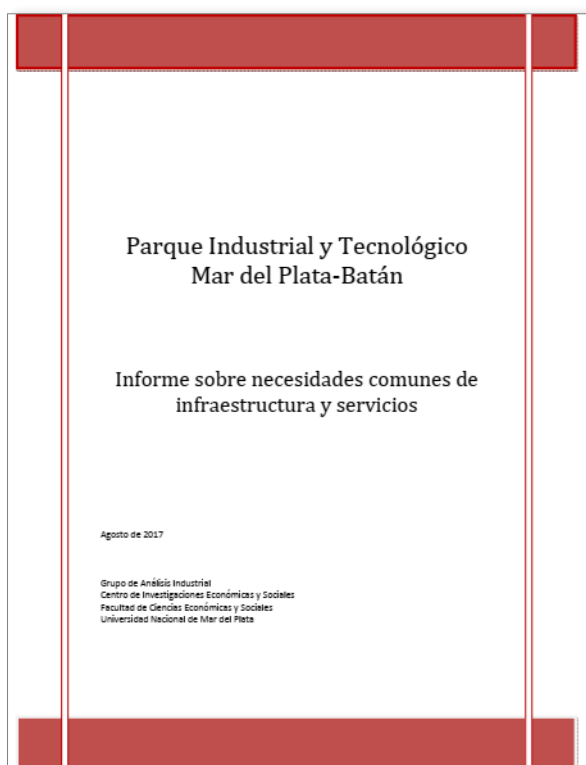 Parque Industrial y Tecnológico
Mar del Plata-Batán
Informe sobre necesidades comunes de
infraestructura y servicios
Agosto de 2017
Grupo de Análisis Industrial
Centro de Investigaciones Económicas y Sociales
Facultad de Ciencias Económicas y Sociales
Universidad Nacional de Mar del Plata